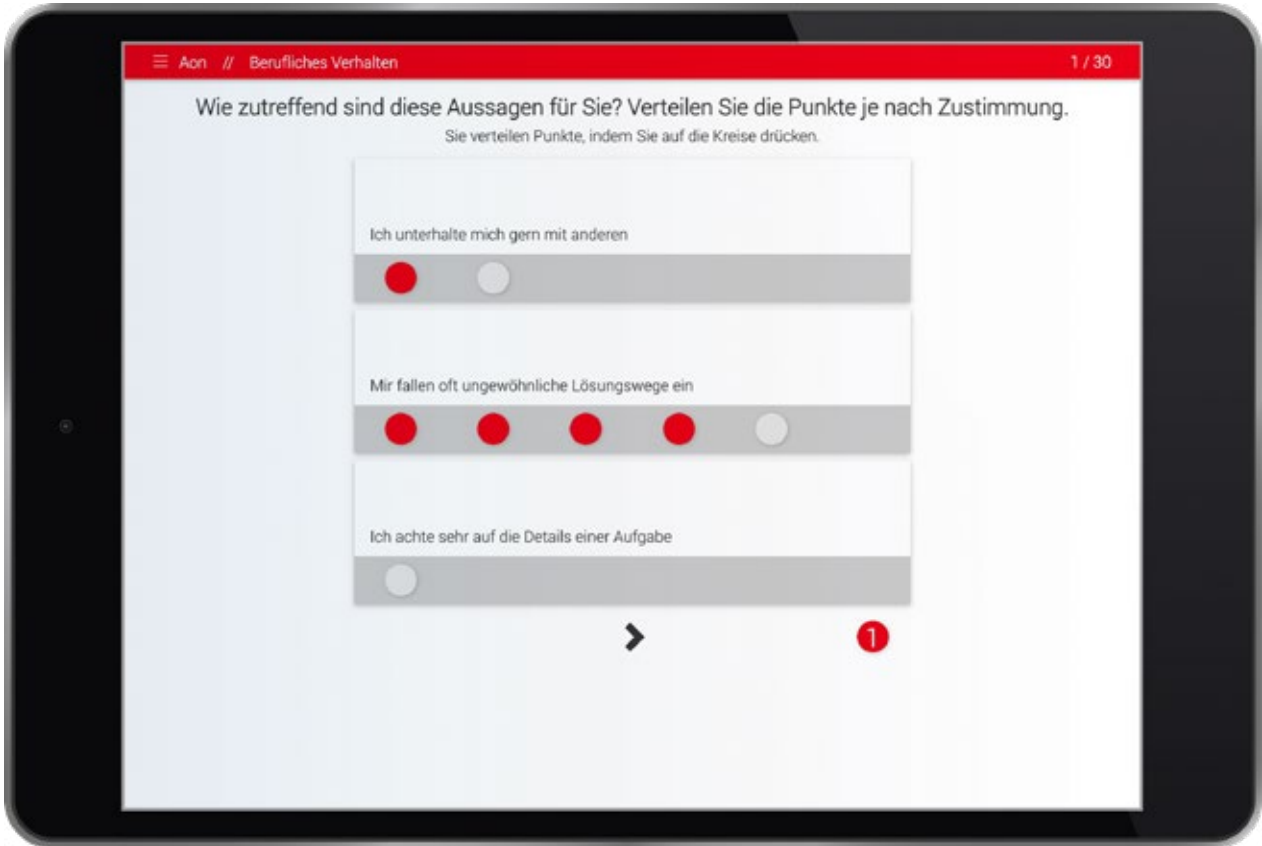 Aon // Berufliches Verhalten 1 / 30
Wie zutreffend sind diese Aussagen für Sie? Verteilen Sie die Punkte je nach Zustimmung.
Sie verteilen Punkte, indem Sie auf die Kreise drücken.
Ich unterhalte mich gern mit anderen
Mir fallen oft ungewöhnliche Lösungswege ein
Ich achte sehr auf die Details einer Aufgabe
1